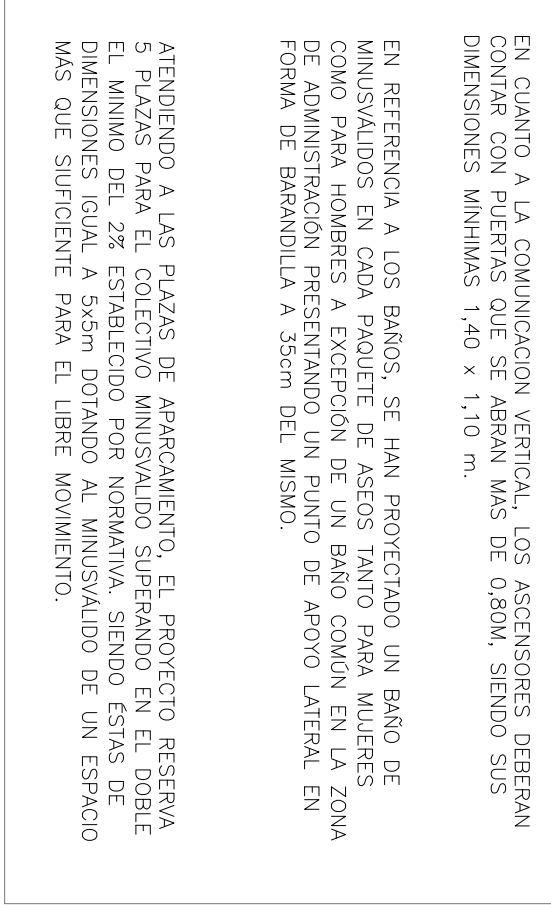 EN CUANTO A LA COMUNICACION VERTICAL, LOS ASCENSORES DEBERAN
CONTAR CON PUERTAS QUE SE ABRAN MAS DE 0,80M, SIENDO SUS
DIMENSIONES MÍNHIMAS 1,40 x 1,10 m.
EN REFERENCIA A LOS BAÑOS, SE HAN PROYECTADO UN BAÑO DE
MINUSVÁLIDOS EN CADA PAQUETE DE ASEOS TANTO PARA MUJERES
COMO PARA HOMBRES A EXCEPCIÓN DE UN BAÑO COMÚN EN LA ZONA
DE ADMINISTRACIÓN PRESENTANDO UN PUNTO DE APOYO LATERAL EN
FORMA DE BARANDILLA A 35cm DEL MISMO.
ATENDIENDO A LAS PLAZAS DE APARCAMIENTO, EL PROYECTO RESERVA
5 PLAZAS PARA EL COLECTIVO MINUSVALIDO SUPERANDO EN EL DOBLE
EL MINIMO DEL 2% ESTABLECIDO POR NORMATIVA. SIENDO ÉSTAS DE
DIMENSIONES IGUAL A 5x5m DOTANDO AL MINUSVÁLIDO DE UN ESPACIO
MÁS QUE SIUFICIENTE PARA EL LIBRE MOVIMIENTO.